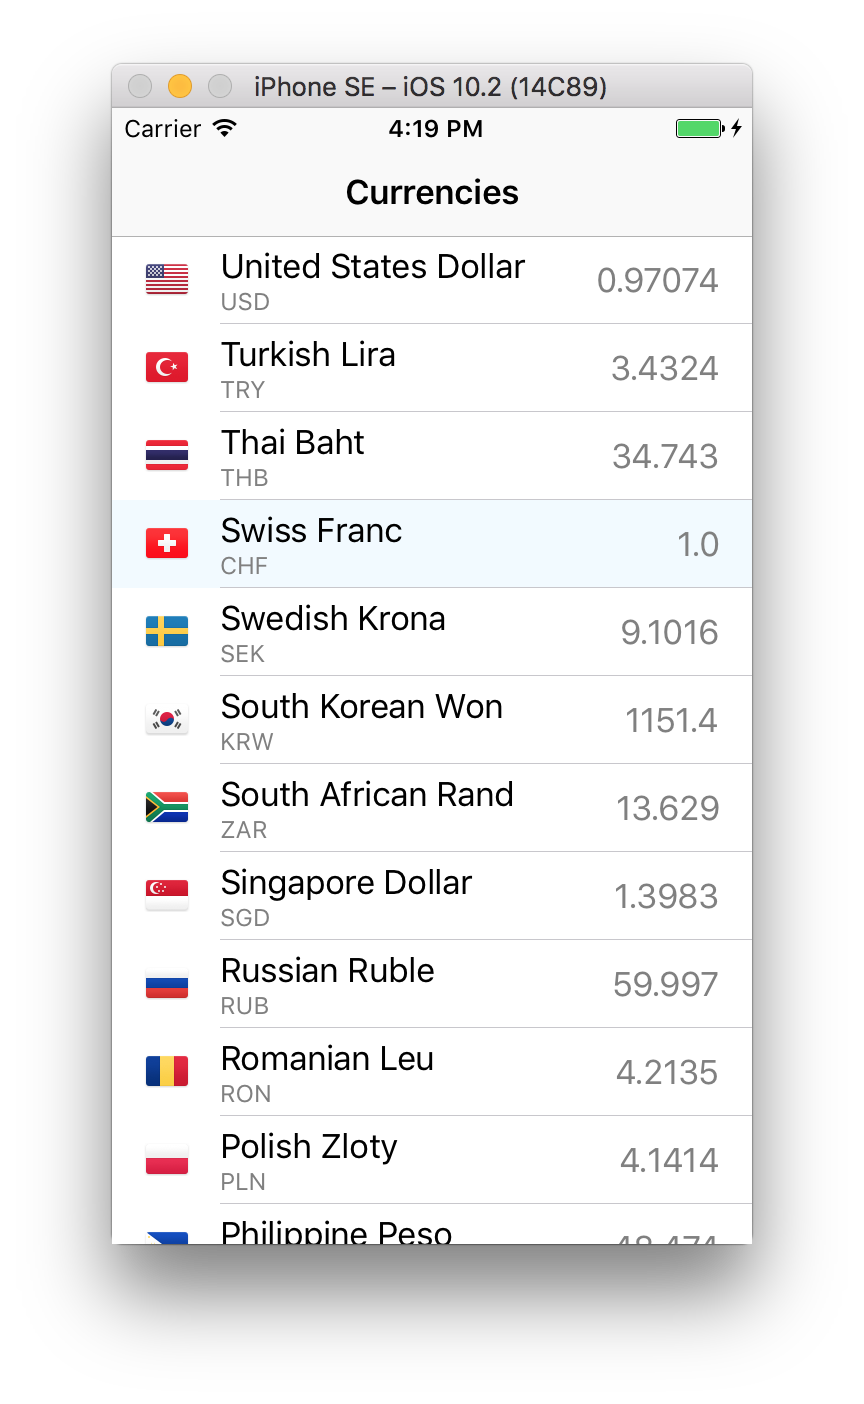 iPhone SE – iOS 10.2 (14C89)
Carrier 4:19 PM
Currencies
United States Dollar 0.97074
USD
Turkish Lira 3.4324
TRY
Thai Baht 34.743
THB
Swiss Franc 1.0
CHF
Swedish Krona 9.1016
SEK
South Korean Won 1151.4
KRW
South African Rand 13.629
ZAR
Singapore Dollar 1.3983
SGD
Russian Ruble 59.997
RUB
Romanian Leu 4.2135
RON
Polish Zloty 4.1414
PLN
Philippine Peso